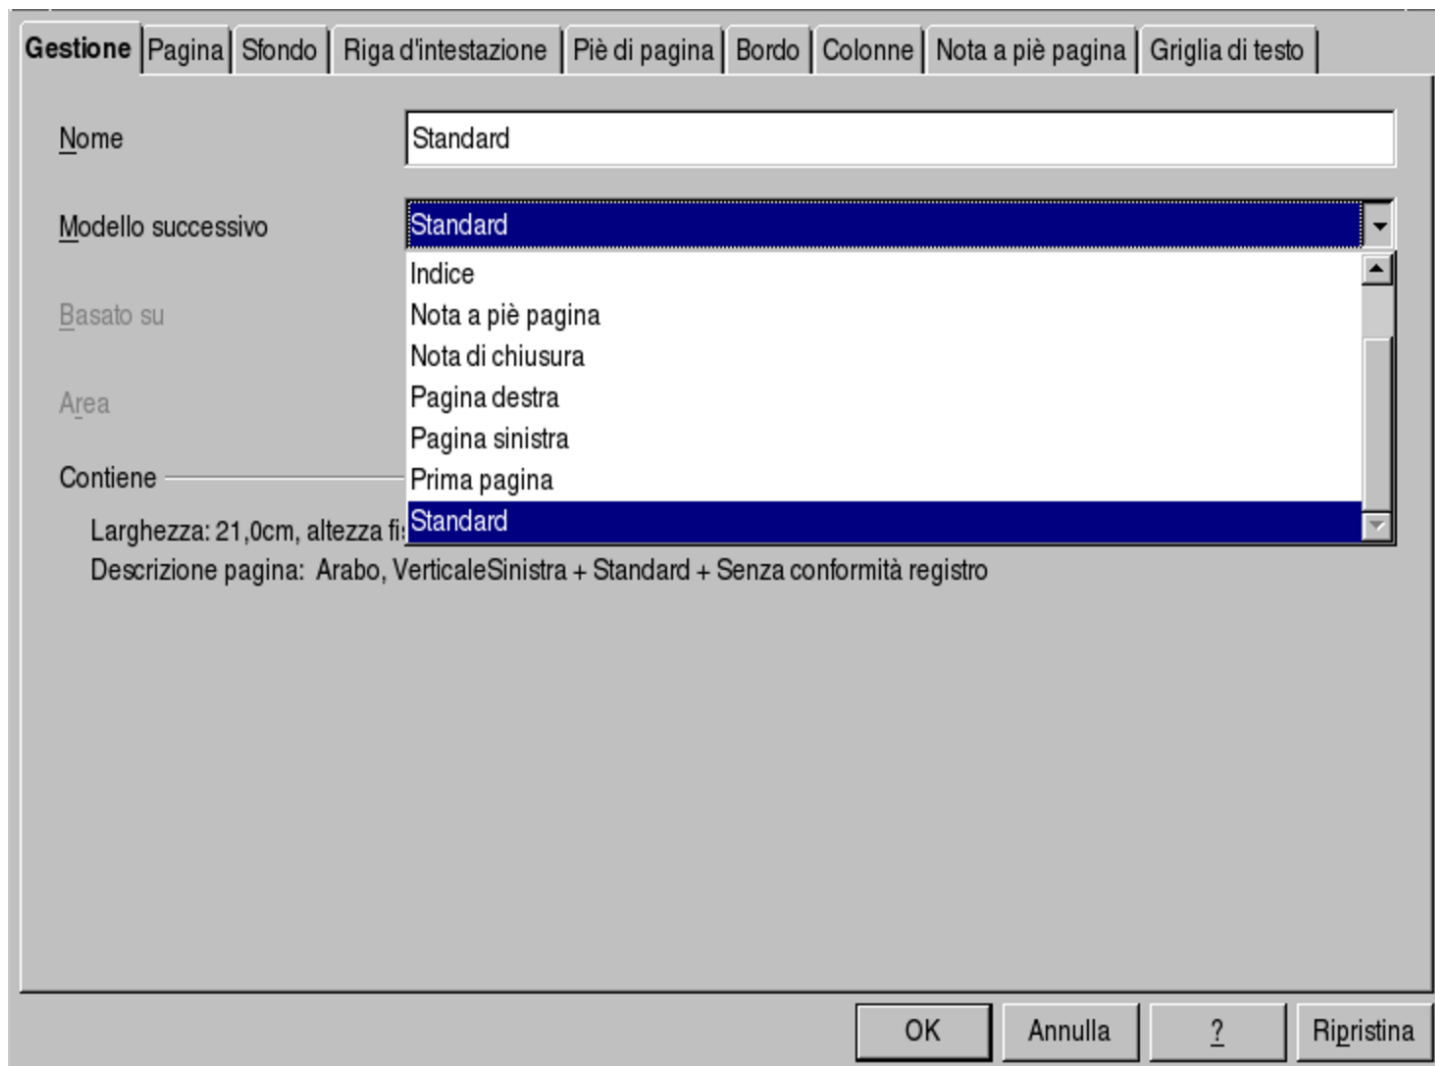 Gestione Pagina Sfondo Riga d'intestazione Piè di pagina Bordo Colonne Nota a piè pagina Griglia di testo
Nome Standard
Modello successivo Standard
Indice
Basato su Nota a piè pagina
Nota di chiusura
Area Pagina destra
Pagina sinistra
Contiene Prima pagina
Larghezza: 21,0cm, altezza Standard
Descrizione pagina: Arabo, VerticaleSinistra + Standard + Senza conformità registro
OK Annulla ? Ripristina